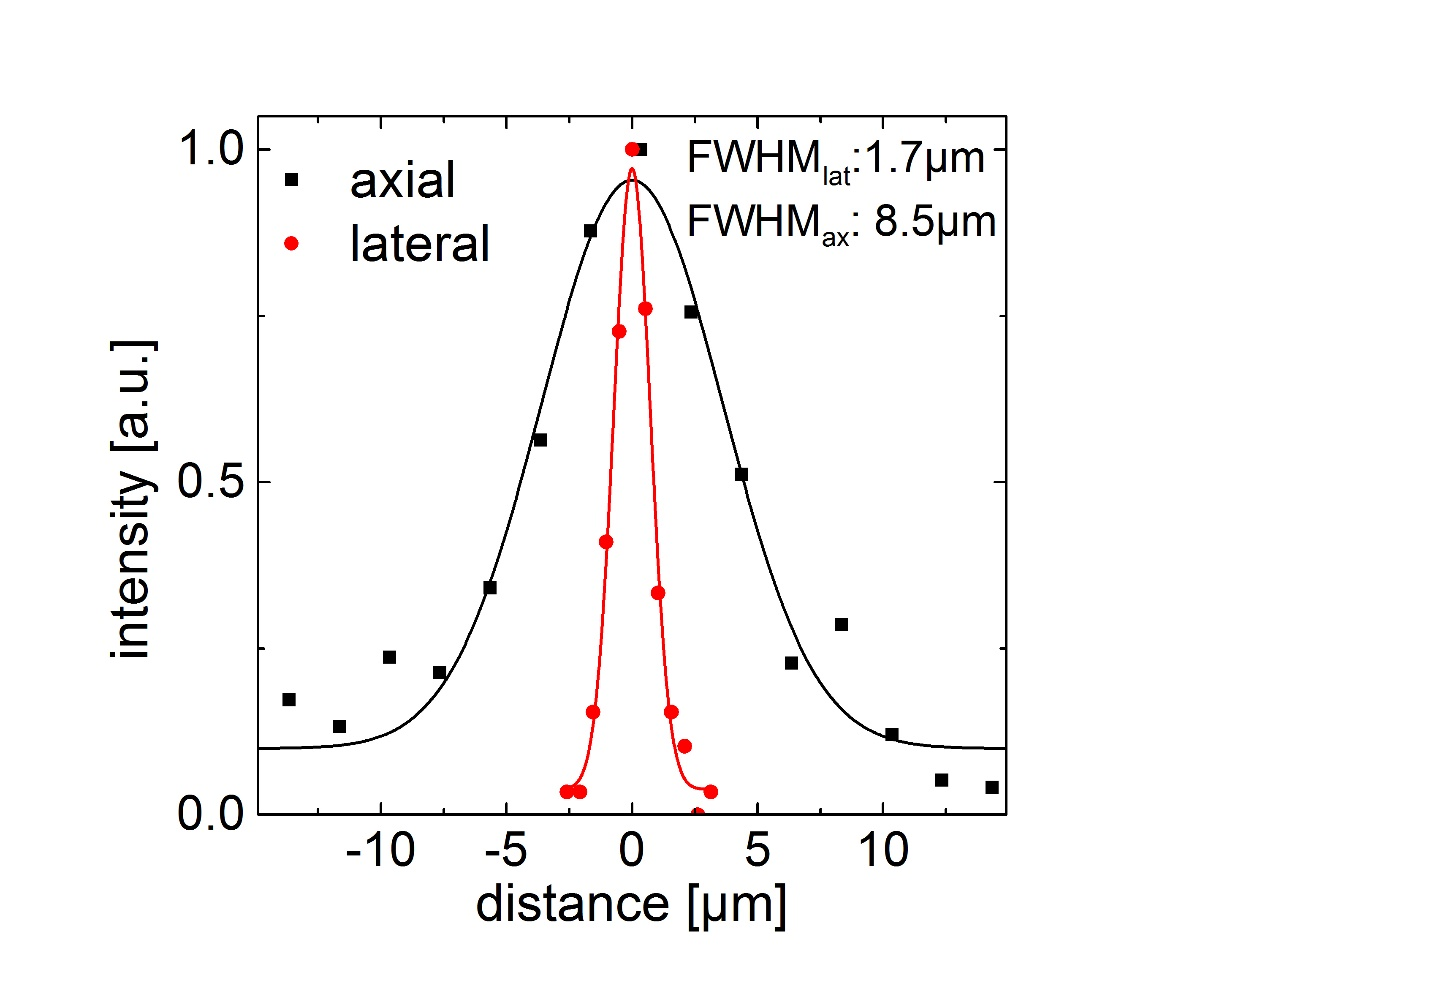 1.0
0.5
0.0
intensity [a.u.]
axial
lateral
FWHMlat:1.7µm
FWHMax: 8.5µm
-10 -5 0 5 10
distance [µm]